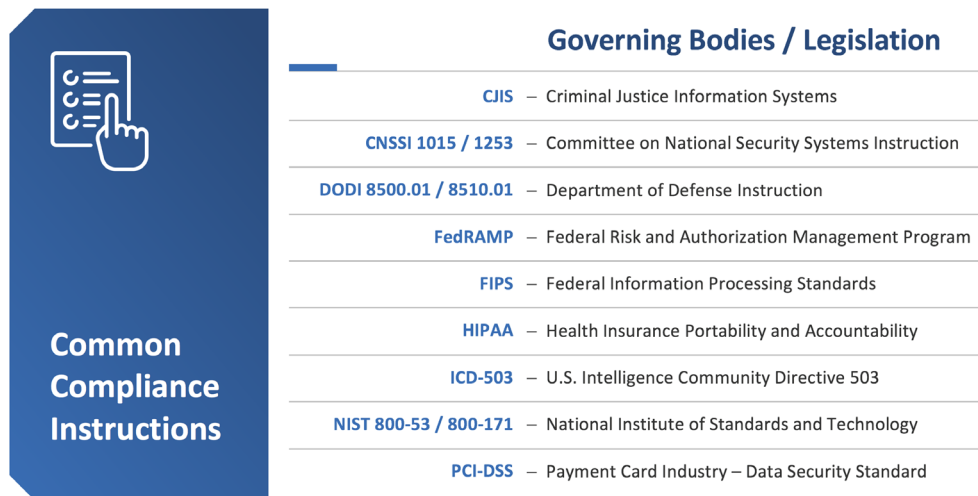 Common
Compliance
Instructions
Governing Bodies / Legislation
CJIS – Criminal Justice Information Systems
CNSSI 1015 / 1253 – Committee on National Security Systems Instruction
DODI 8500.01 / 8510.01 – Department of Defense Instruction
FedRAMP – Federal Risk and Authorization Management Program
FIPS – Federal Information Processing Standards
HIPAA – Health Insurance Portability and Accountability
ICD-503 – U.S. Intelligence Community Directive 503
NIST 800-53 / 800-171 – National Institute of Standards and Technology
PCI-DSS – Payment Card Industry – Data Security Standard